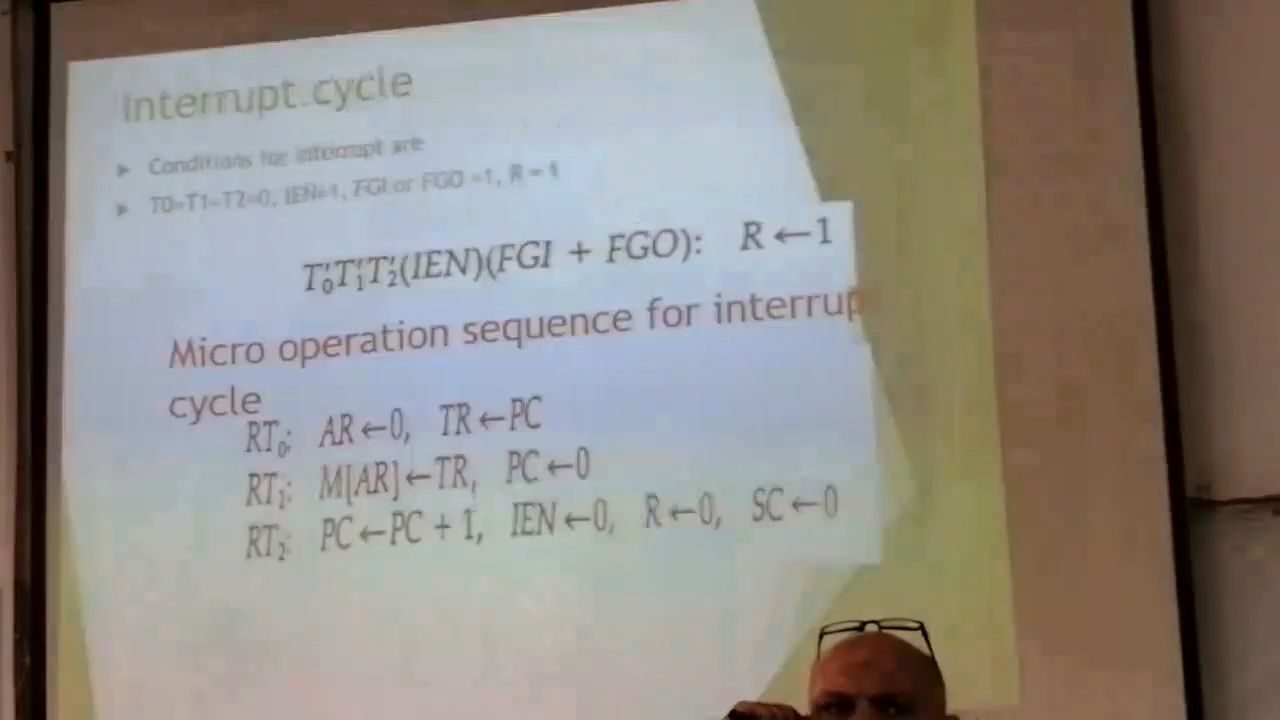 Interrupt cycle
➤ Conditions for interrupt are
➤ T0=T1=T2=0, IEN=1, FGI or FGO =1, R = 1
T₀′T₁′T₂′(IEN)(FGI + FGO): R ←1
Micro operation sequence for interrup
cycle
RT₀: AR ←0, TR ←PC
RT₁: M[AR] ←TR, PC ←0
RT₂: PC ←PC + 1, IEN ←0, R ←0, SC ←0